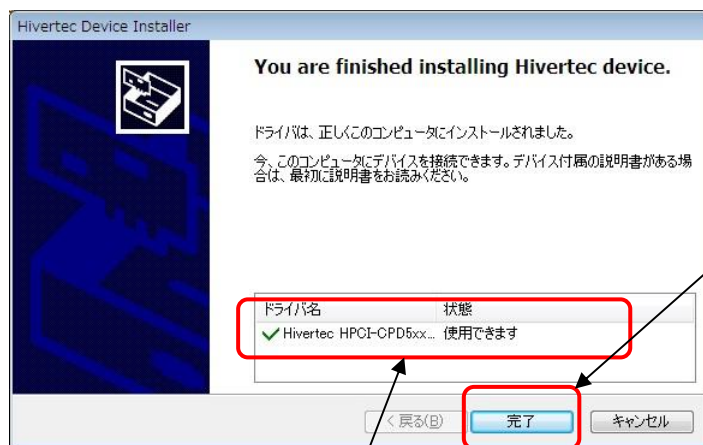 Hivertec Device Installer
You are finished installing Hivertec device.
ドライバは、正しくこのコンピュータにインストールされました。
今、このコンピュータにデバイスを接続できます。デバイス付属の説明書がある場
合は、最初に説明書をお読みください。
ドライバ名 状態
Hivertec HPCI-CPD5xx... 使用できます
< 戻る(B) 完了 キャンセル